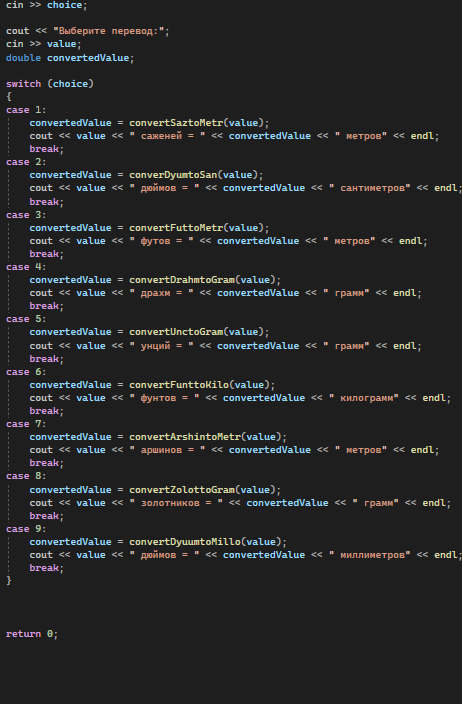 cin >> choice;
cout << "Выберите перевод:";
cin >> value;
double convertedValue;
switch (choice)
{
case 1:
convertedValue = convertSaztoMetr(value);
cout << value << " саженей = " << convertedValue << " метров" << endl;
break;
case 2:
convertedValue = converDyumtoSan(value);
cout << value << " дюймов = " << convertedValue << " сантиметров" << endl;
break;
case 3:
convertedValue = convertFuttoMetr(value);
cout << value << " футов = " << convertedValue << " метров" << endl;
break;
case 4:
convertedValue = convertDrahmtoGram(value);
cout << value << " драхм = " << convertedValue << " грамм" << endl;
break;
case 5:
convertedValue = convertUnctoGram(value);
cout << value << " унций = " << convertedValue << " грамм" << endl;
break;
case 6:
convertedValue = convertFunttoKilo(value);
cout << value << " фунтов = " << convertedValue << " килограмм" << endl;
break;
case 7:
convertedValue = convertArshintoMetr(value);
cout << value << " аршинов = " << convertedValue << " метров" << endl;
break;
case 8:
convertedValue = convertZolottoGram(value);
cout << value << " золотников = " << convertedValue << " грамм" << endl;
break;
case 9:
convertedValue = convertDyuumtoMillo(value);
cout << value << " дюймов = " << convertedValue << " миллиметров" << endl;
break;
}
return 0;